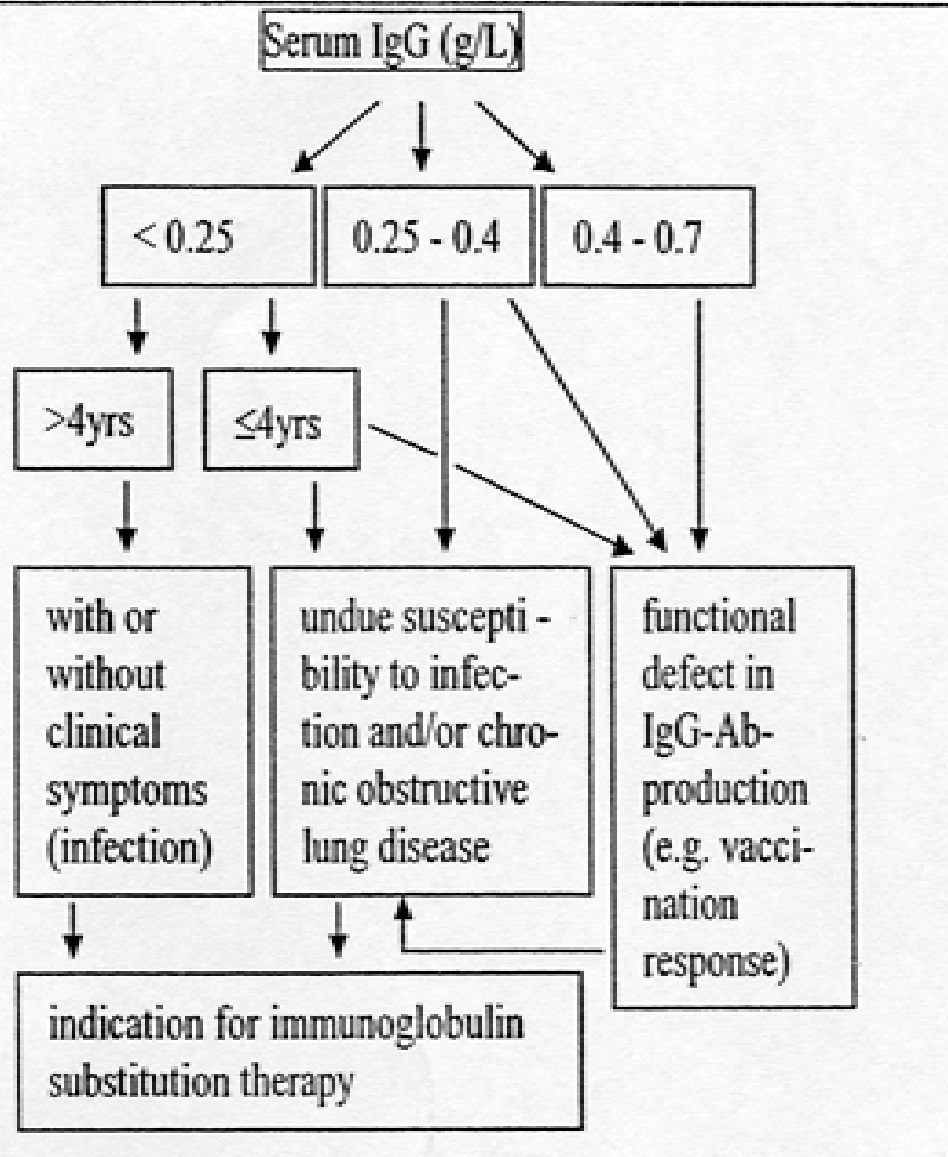 Serum IgG (g/L)
< 0.25
0.25 - 0.4
0.4 - 0.7
>4yrs
≤4yrs
with or
without
clinical
symptoms
(infection)
undue suscepti -
bility to infec-
tion and/or chro-
nic obstructive
lung disease
functional
defect in
IgG-Ab-
production
(e.g. vacci-
nation
response)
indication for immunoglobulin
substitution therapy